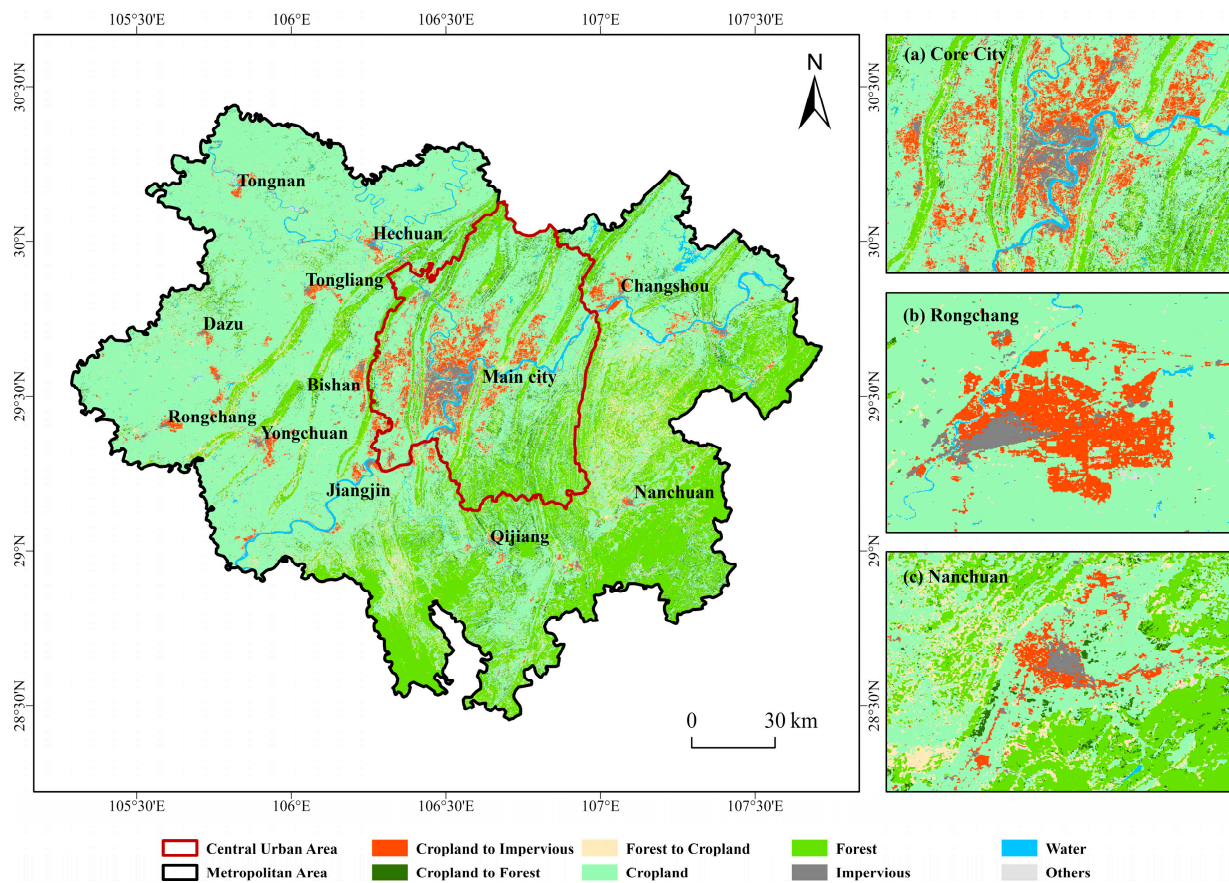 105°30'E 106°E 106°30'E 107°E 107°30'E
30°30'N
30°N
29°30'N
29°N
28°30'N
N
Tongnan
Hechuan
Tongliang
Changshou
Dazu
Bishan
Main city
Rongchang
Yongchuan
Jiangjin
Nanchuan
Qijiang
0 30 km
30°30'N
30°N
29°30'N
29°N
28°30'N
105°30'E 106°E 106°30'E 107°E 107°30'E
(a) Core City
(b) Rongchang
(c) Nanchuan
Central Urban Area Cropland to Impervious Forest to Cropland Forest Water
Metropolitan Area Cropland to Forest Cropland Impervious Others